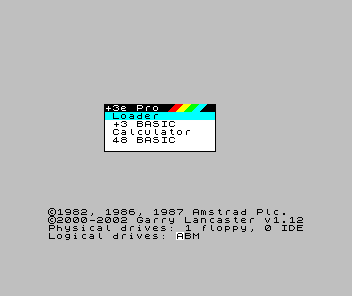 +3e Pro
Loader
+3 BASIC
Calculator
48 BASIC
©1982, 1986, 1987 Amstrad Plc.
©2000-2002 Garry Lancaster v1.12
Physical drives: 1 floppy, 0 IDE
Logical drives: ABM